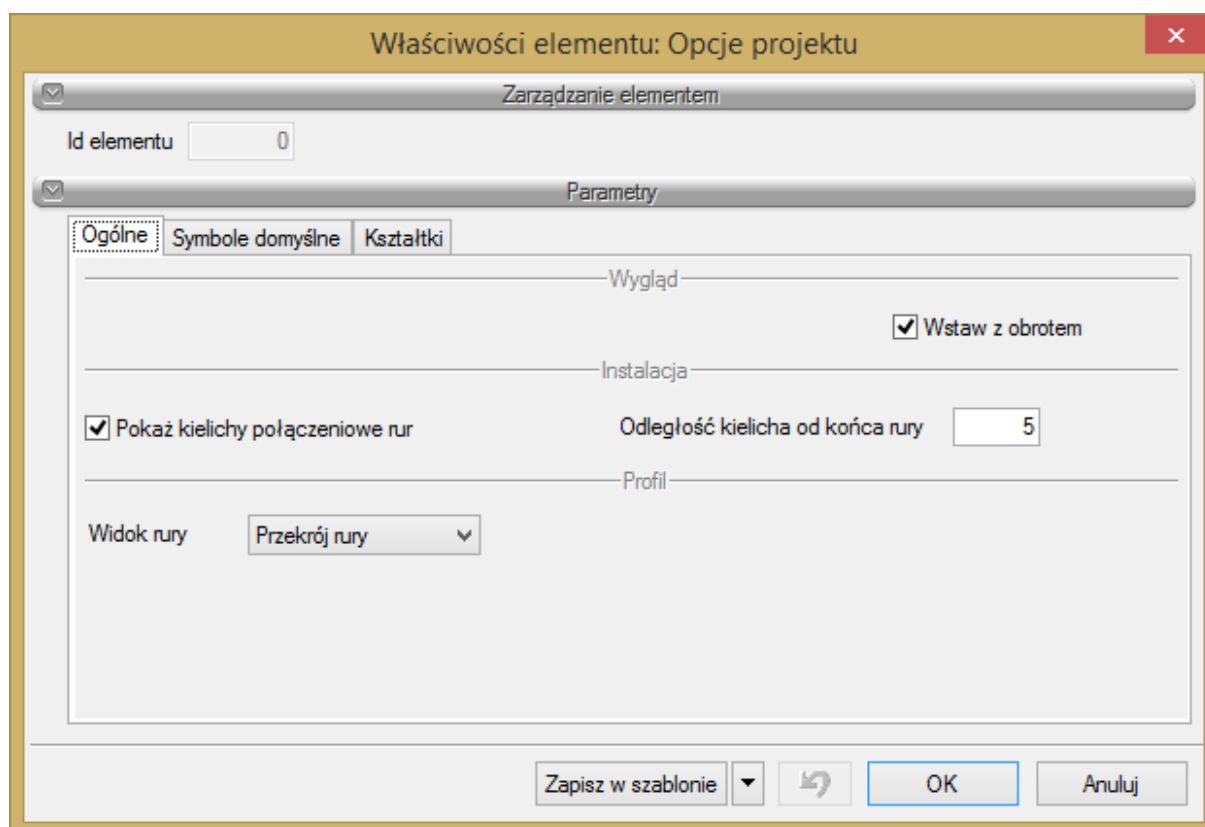 Właściwości elementu: Opcje projektu
Zarządzanie elementem
Id elementu 0
Parametry
Ogólne Symbole domyślne Kształtki
Wygląd
Wstaw z obrotem
Instalacja
Pokaż kielichy połączeniowe rur Odległość kielicha od końca rury 5
Profil
Widok rury Przekrój rury
Zapisz w szablonie OK Anuluj